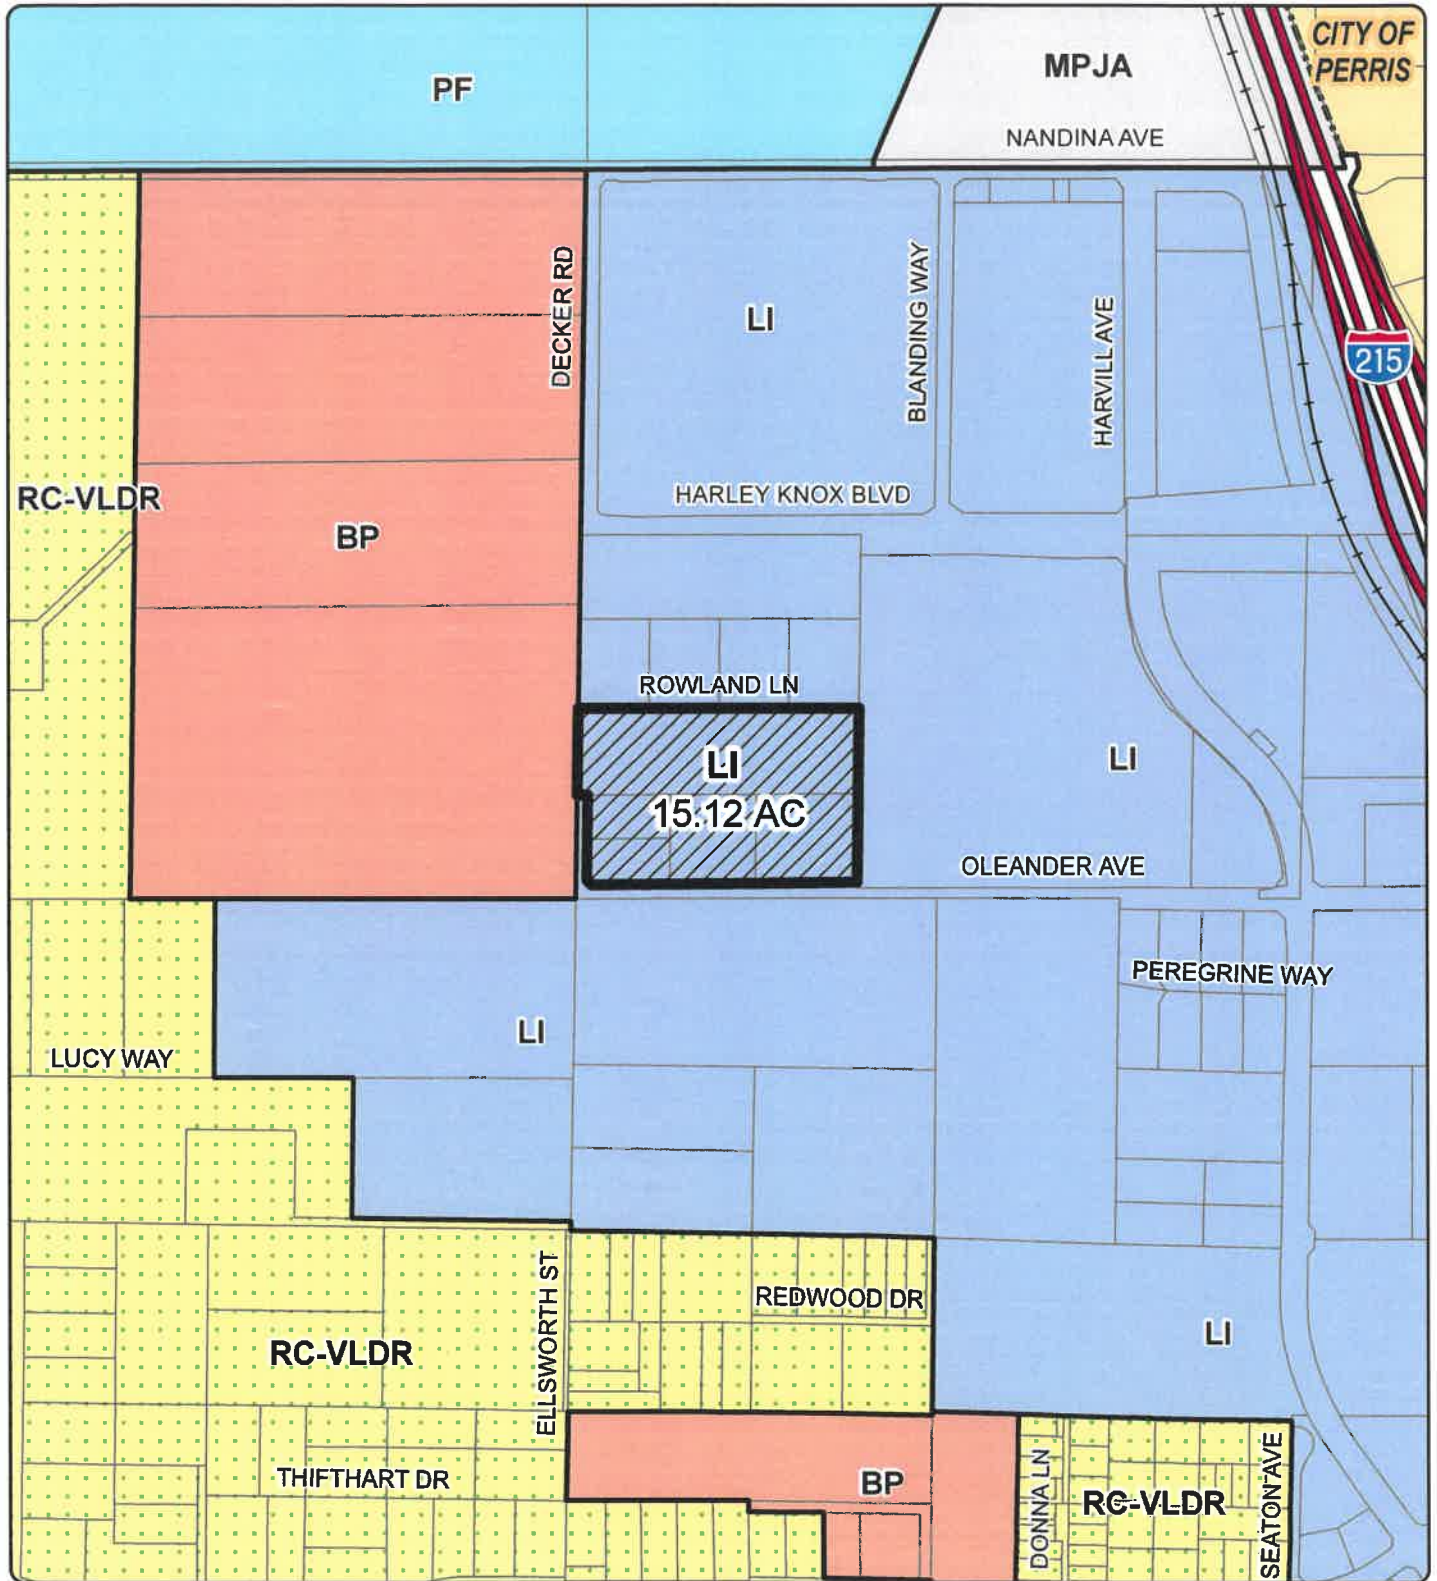 CITY OF
PERRIS
MPJA
PF
NANDINA AVE
DECKER RD
BLANDING WAY
HARVILL AVE
LI
215
RC-VLDR
HARLEY KNOX BLVD
BP
ROWLAND LN
LI
15.12 AC
LI
OLEANDER AVE
PEREGRINE WAY
LI
LUCY WAY
ELLSWORTH ST
REDWOOD DR
LI
RC-VLDR
THIFTHART DR
BP
DONNA LN
RC-VLDR
SEATON AVE